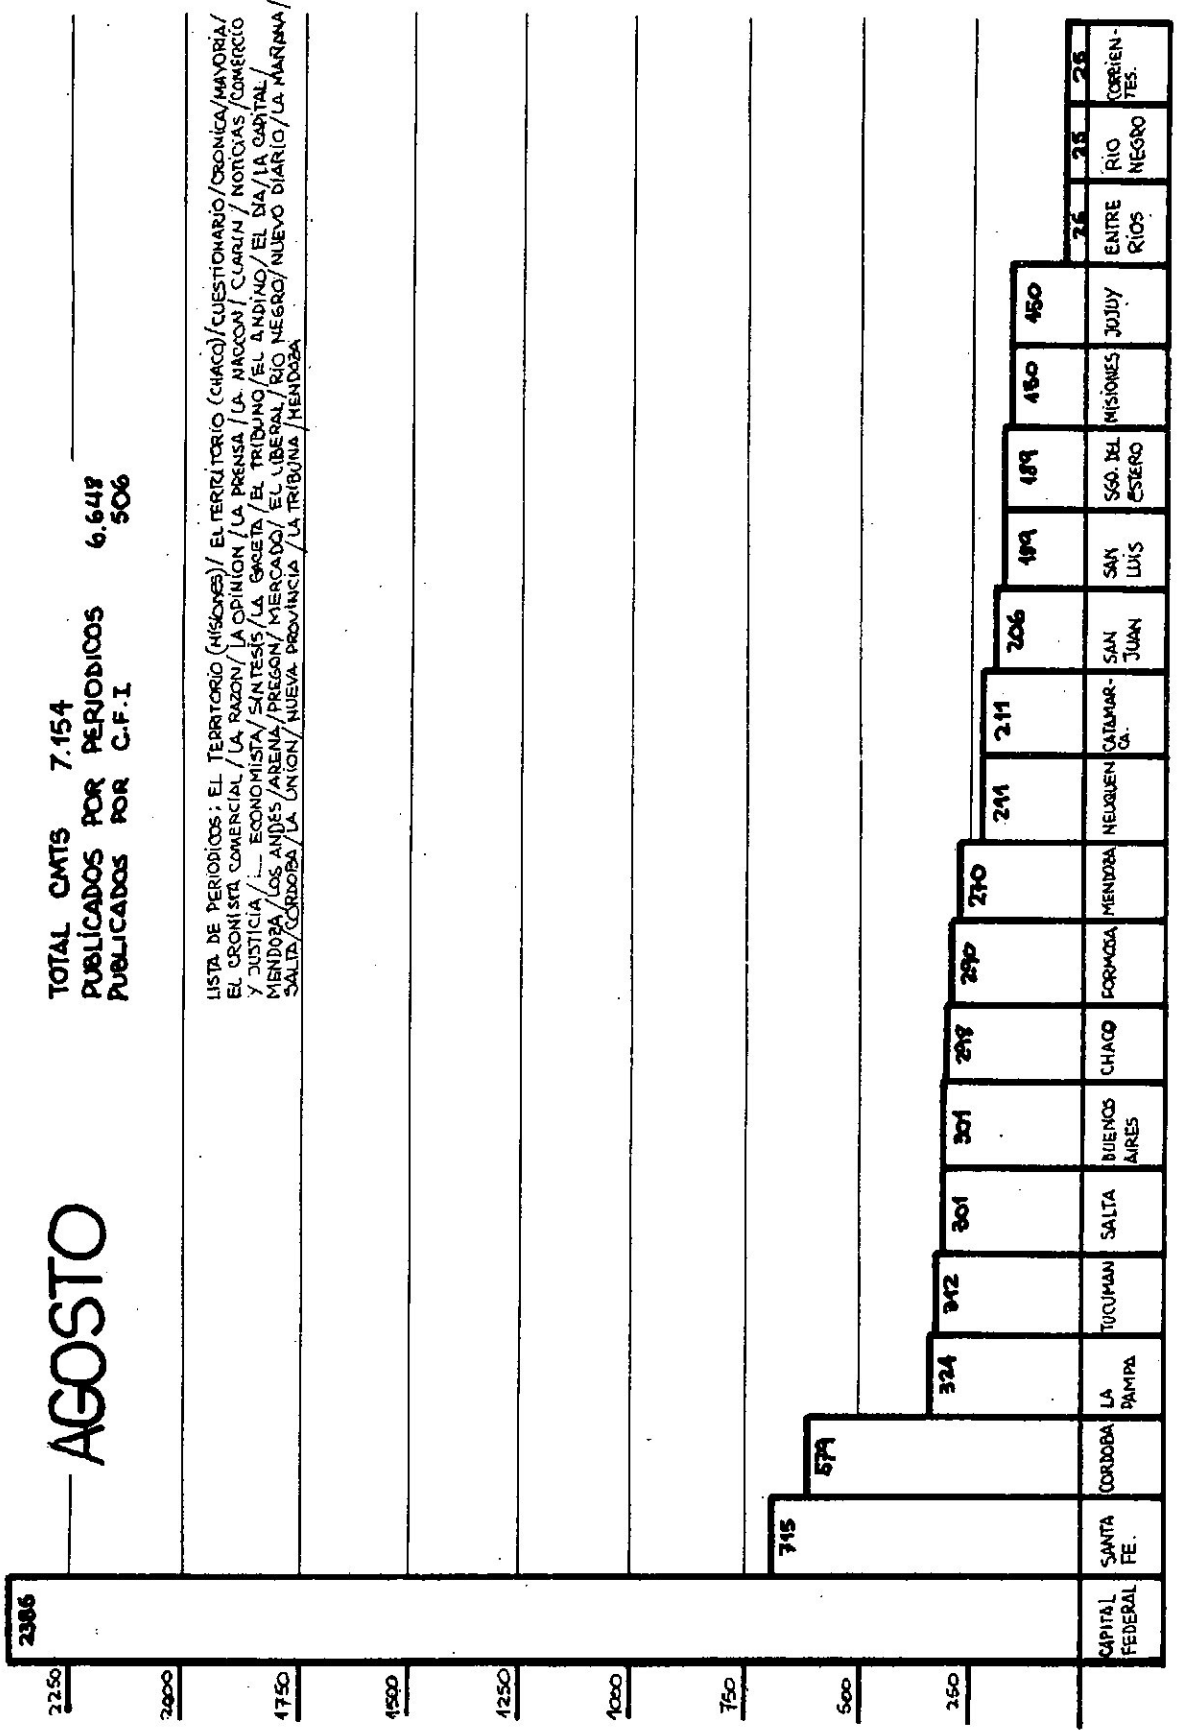 AGOSTO
TOTAL CMTS 7.154
PUBLICADOS POR PERIODICOS 6.648
PUBLICADOS POR C.F.I 506
LISTA DE PERIODICOS: EL TERRITORIO (MISIONES)/ EL TERRITORIO (CHACO)/CUESTIONARIO/CRONICA/MAYORIA/
EL CRONISTA COMERCIAL/LA RAZON/LA OPINION/LA PRENSA/LA NACCON/CLARIN/NOTICIAS/COMERCIO
Y JUSTICIA/ ECONOMISTA/SINTESIS/LA GACETA/EL TRIBUNO/EL ANDINO/EL DIA/LA CAPITAL/
MENDOZA/LOS ANDES/ARENA/PREGON/MERCADO/EL LIBERAL/RIO NEGRO/NUEVO DIARIO/LA MAÑANA/
SALTA/CORDOBA/LA UNION/NUEVA PROVINCIA/LA TRIBUNA/MENDOZA
2250
2000
1750
1500
1250
1000
750
500
250
2386
715
579
324
312
301
301
298
290
270
211
211
206
189
189
150
150
26
25
25
CAPITAL
FEDERAL
SANTA
FE.
CORDOBA
LA
PAMPA
TUCUMAN
SALTA
BUENOS
AIRES
CHACO
FORMOSA
MENDOZA
NEUQUEN
CATAMAR-
CA.
SAN
JUAN
SAN
LUIS
SGO. DEL
ESTERO
MISIONES
JUJUY
ENTRE
RIOS
RIO
NEGRO
CORRIEN-
TES.